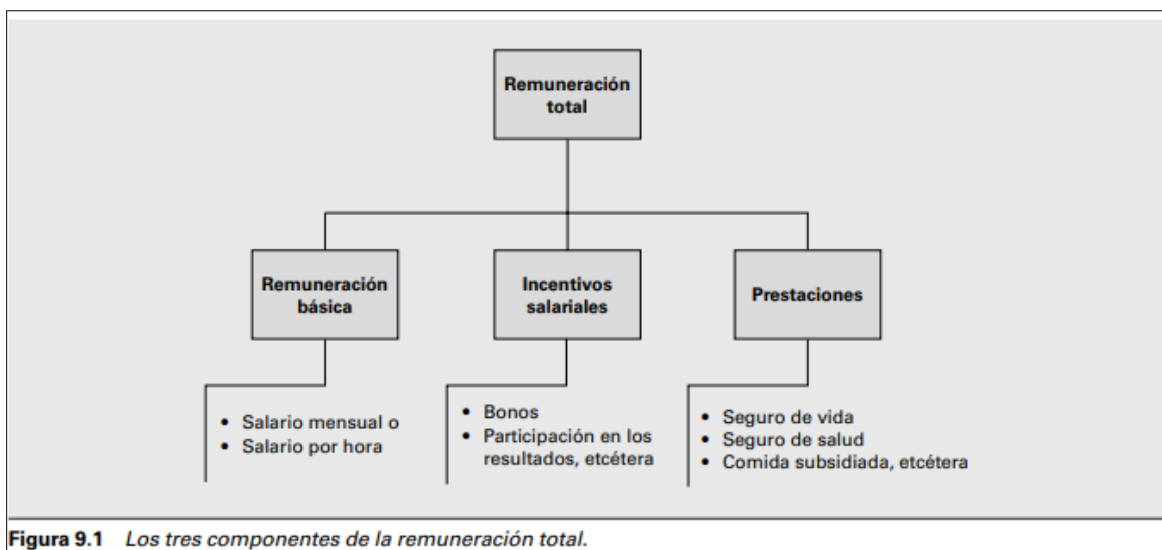 Remuneración
total
Remuneración
básica
Incentivos
salariales
Prestaciones
• Salario mensual o
• Salario por hora
• Bonos
• Participación en los
resultados, etcétera
• Seguro de vida
• Seguro de salud
• Comida subsidiada, etcétera
Figura 9.1 Los tres componentes de la remuneración total.